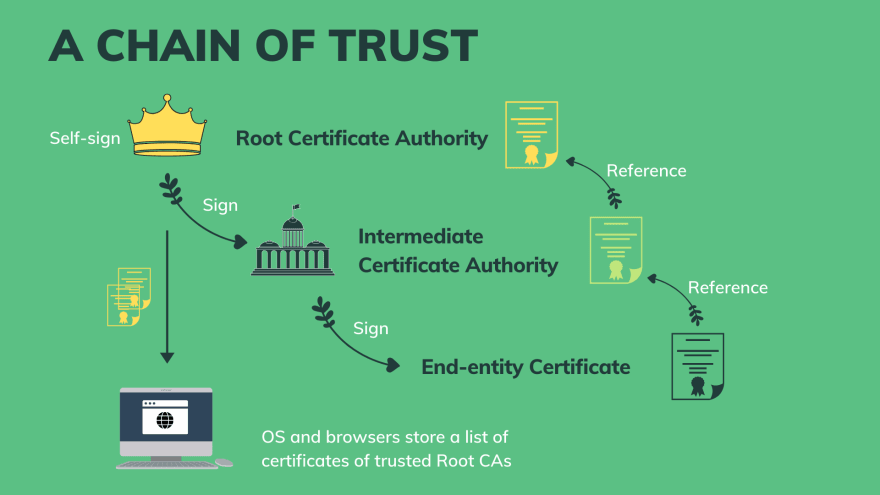 A CHAIN OF TRUST
Self-sign
Root Certificate Authority
Reference
Sign
Intermediate
Certificate Authority
Reference
Sign
End-entity Certificate
OS and browsers store a list of
certificates of trusted Root CAs